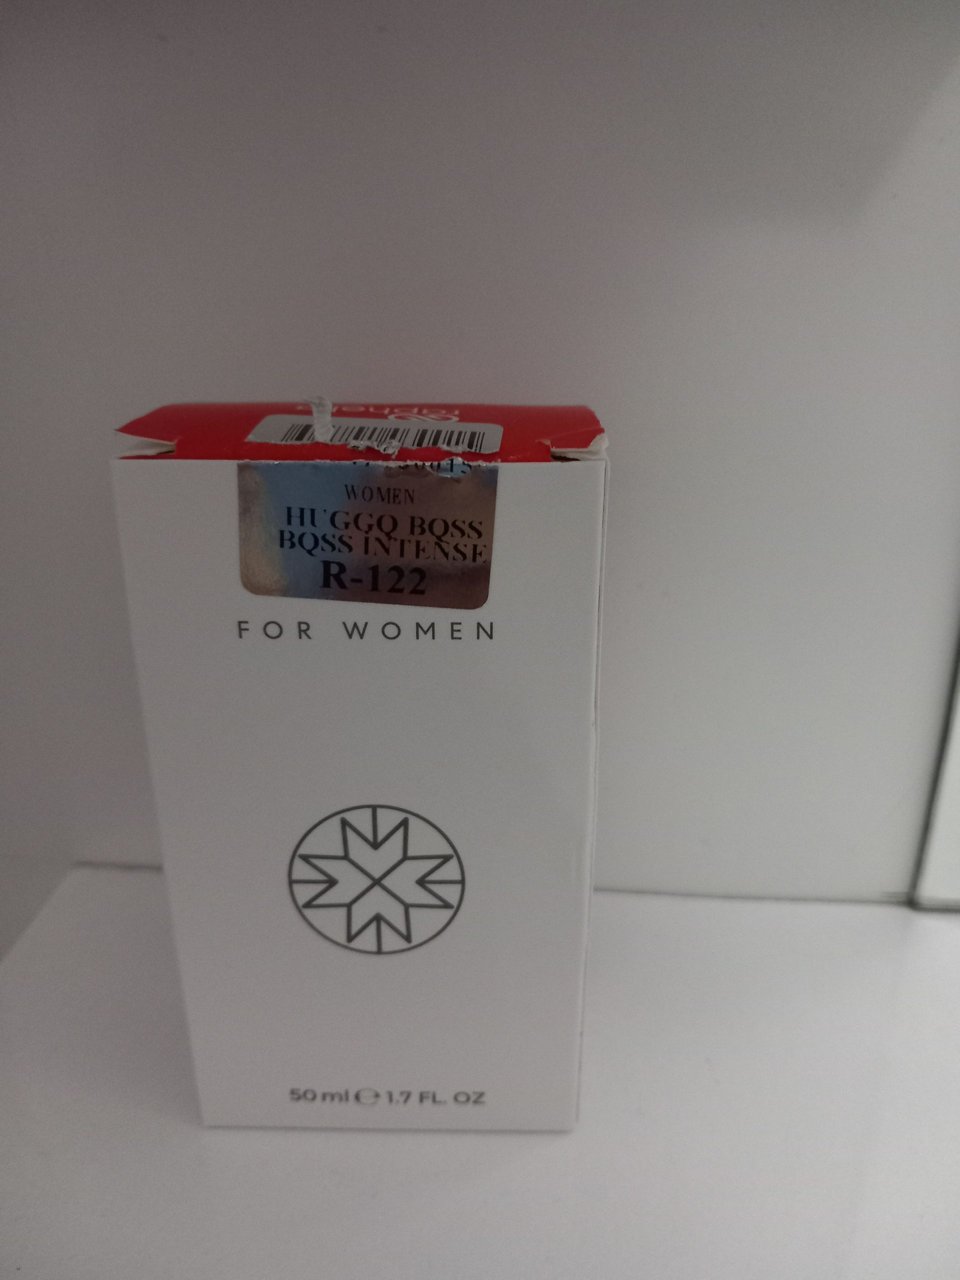 WOMEN
HUGGQ BQSS
BQSS INTENSE
R-122
FOR WOMEN
50 ml ℮ 1.7 FL. OZ